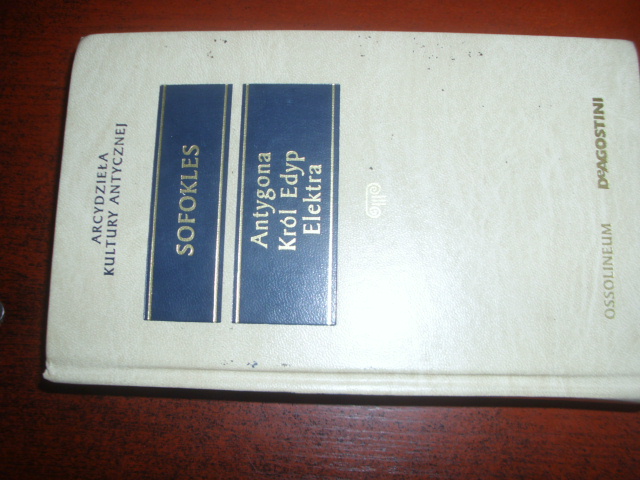 ARCYDZIEŁA
KULTURY ANTYCZNEJ
SOFOKLES
Antygona
Król Edyp
Elektra
OSSOLINEUM DeAGOSTINI